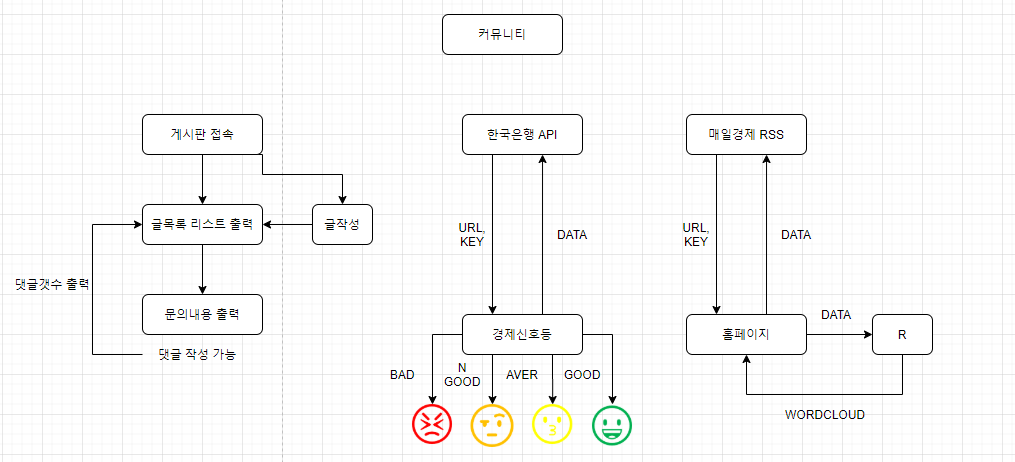 커뮤니티
게시판 접속
한국은행 API
매일경제 RSS
글목록 리스트 출력
글작성
URL,
KEY
DATA
URL,
KEY
DATA
댓글갯수 출력
문의내용 출력
댓글 작성 가능
경제신호등
홈페이지
DATA
R
BAD
N
GOOD
AVER
GOOD
WORDCLOUD